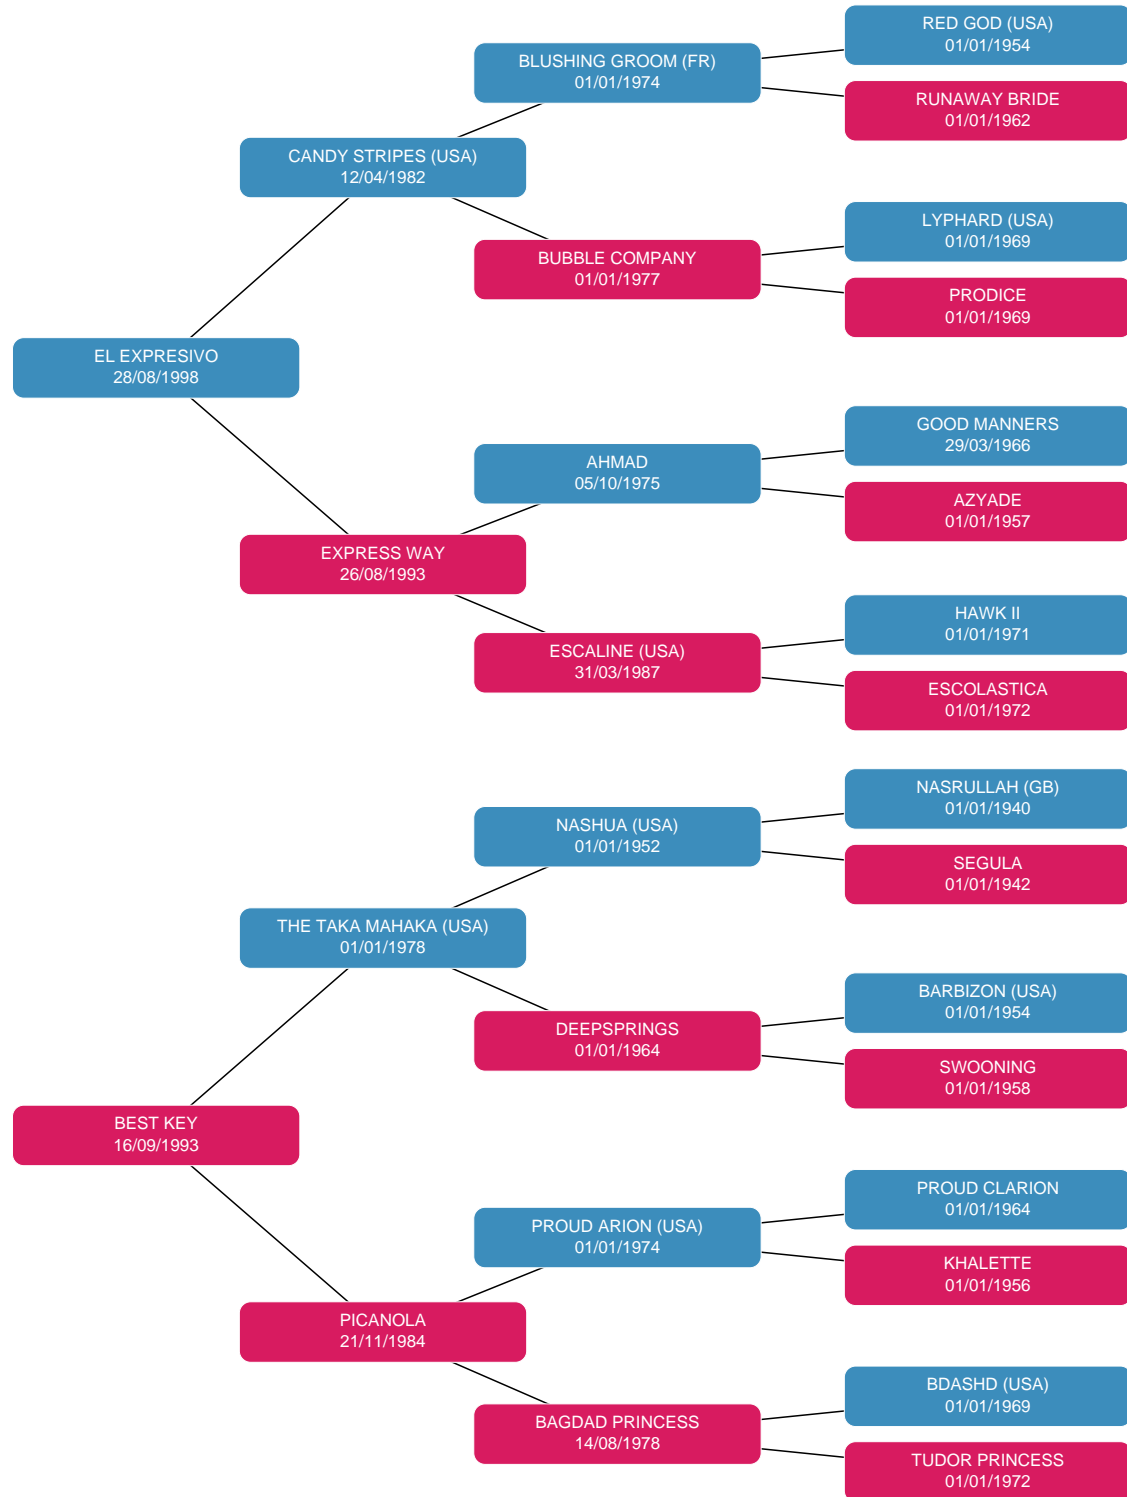 RED GOD (USA)
01/01/1954
BLUSHING GROOM (FR)
01/01/1974
RUNAWAY BRIDE
01/01/1962
CANDY STRIPES (USA)
12/04/1982
LYPHARD (USA)
01/01/1969
BUBBLE COMPANY
01/01/1977
PRODICE
01/01/1969
EL EXPRESIVO
28/08/1998
GOOD MANNERS
29/03/1966
AHMAD
05/10/1975
AZYADE
01/01/1957
EXPRESS WAY
26/08/1993
HAWK II
01/01/1971
ESCALINE (USA)
31/03/1987
ESCOLASTICA
01/01/1972
NASRULLAH (GB)
01/01/1940
NASHUA (USA)
01/01/1952
SEGULA
01/01/1942
THE TAKA MAHAKA (USA)
01/01/1978
BARBIZON (USA)
01/01/1954
DEEPSPRINGS
01/01/1964
SWOONING
01/01/1958
BEST KEY
16/09/1993
PROUD CLARION
01/01/1964
PROUD ARION (USA)
01/01/1974
KHALETTE
01/01/1956
PICANOLA
21/11/1984
BDASHD (USA)
01/01/1969
BAGDAD PRINCESS
14/08/1978
TUDOR PRINCESS
01/01/1972